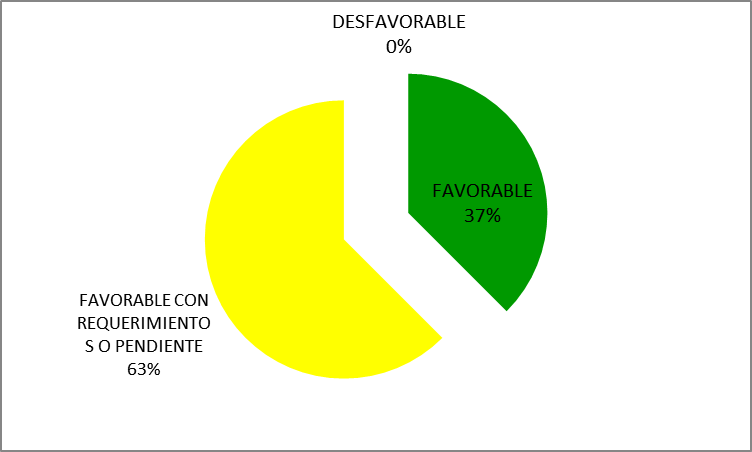 DESFAVORABLE
0%
FAVORABLE
37%
FAVORABLE CON
REQUERIMIENTO
S O PENDIENTE
63%